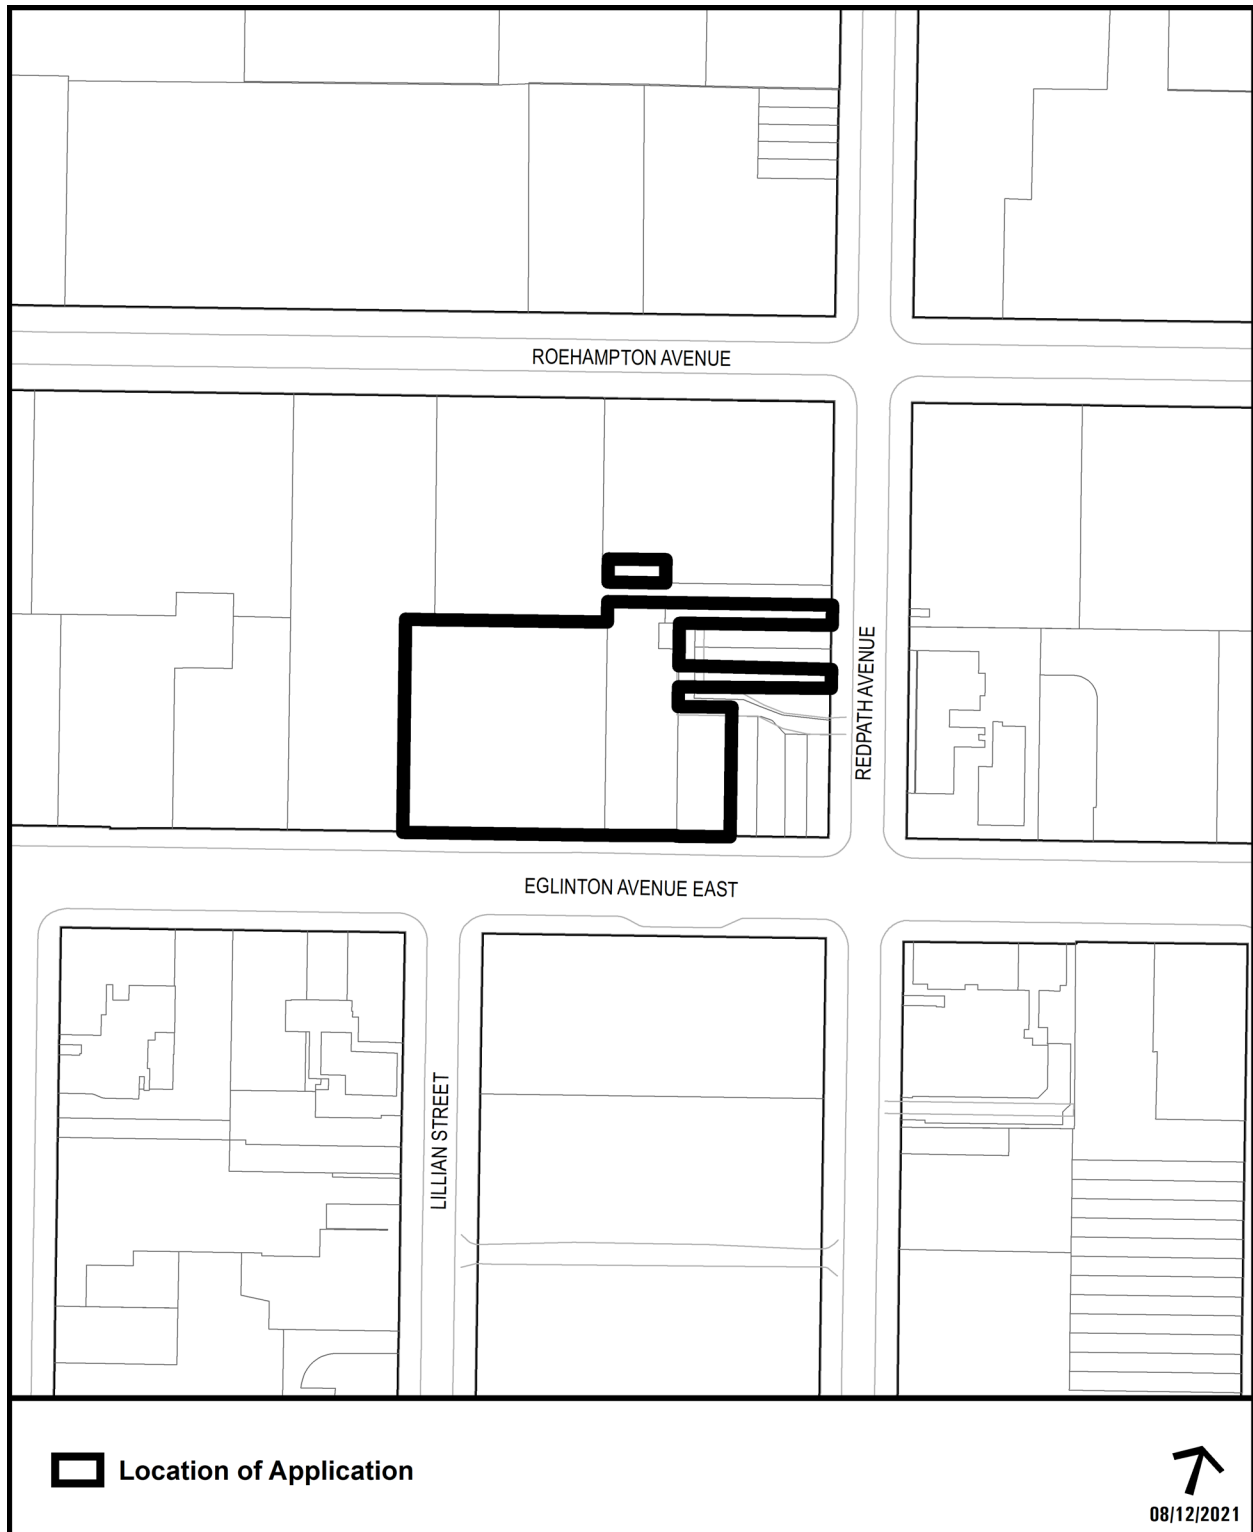 ROEHAMPTON AVENUE
REDPATH AVENUE
EGLINTON AVENUE EAST
LILLIAN STREET
Location of Application
08/12/2021